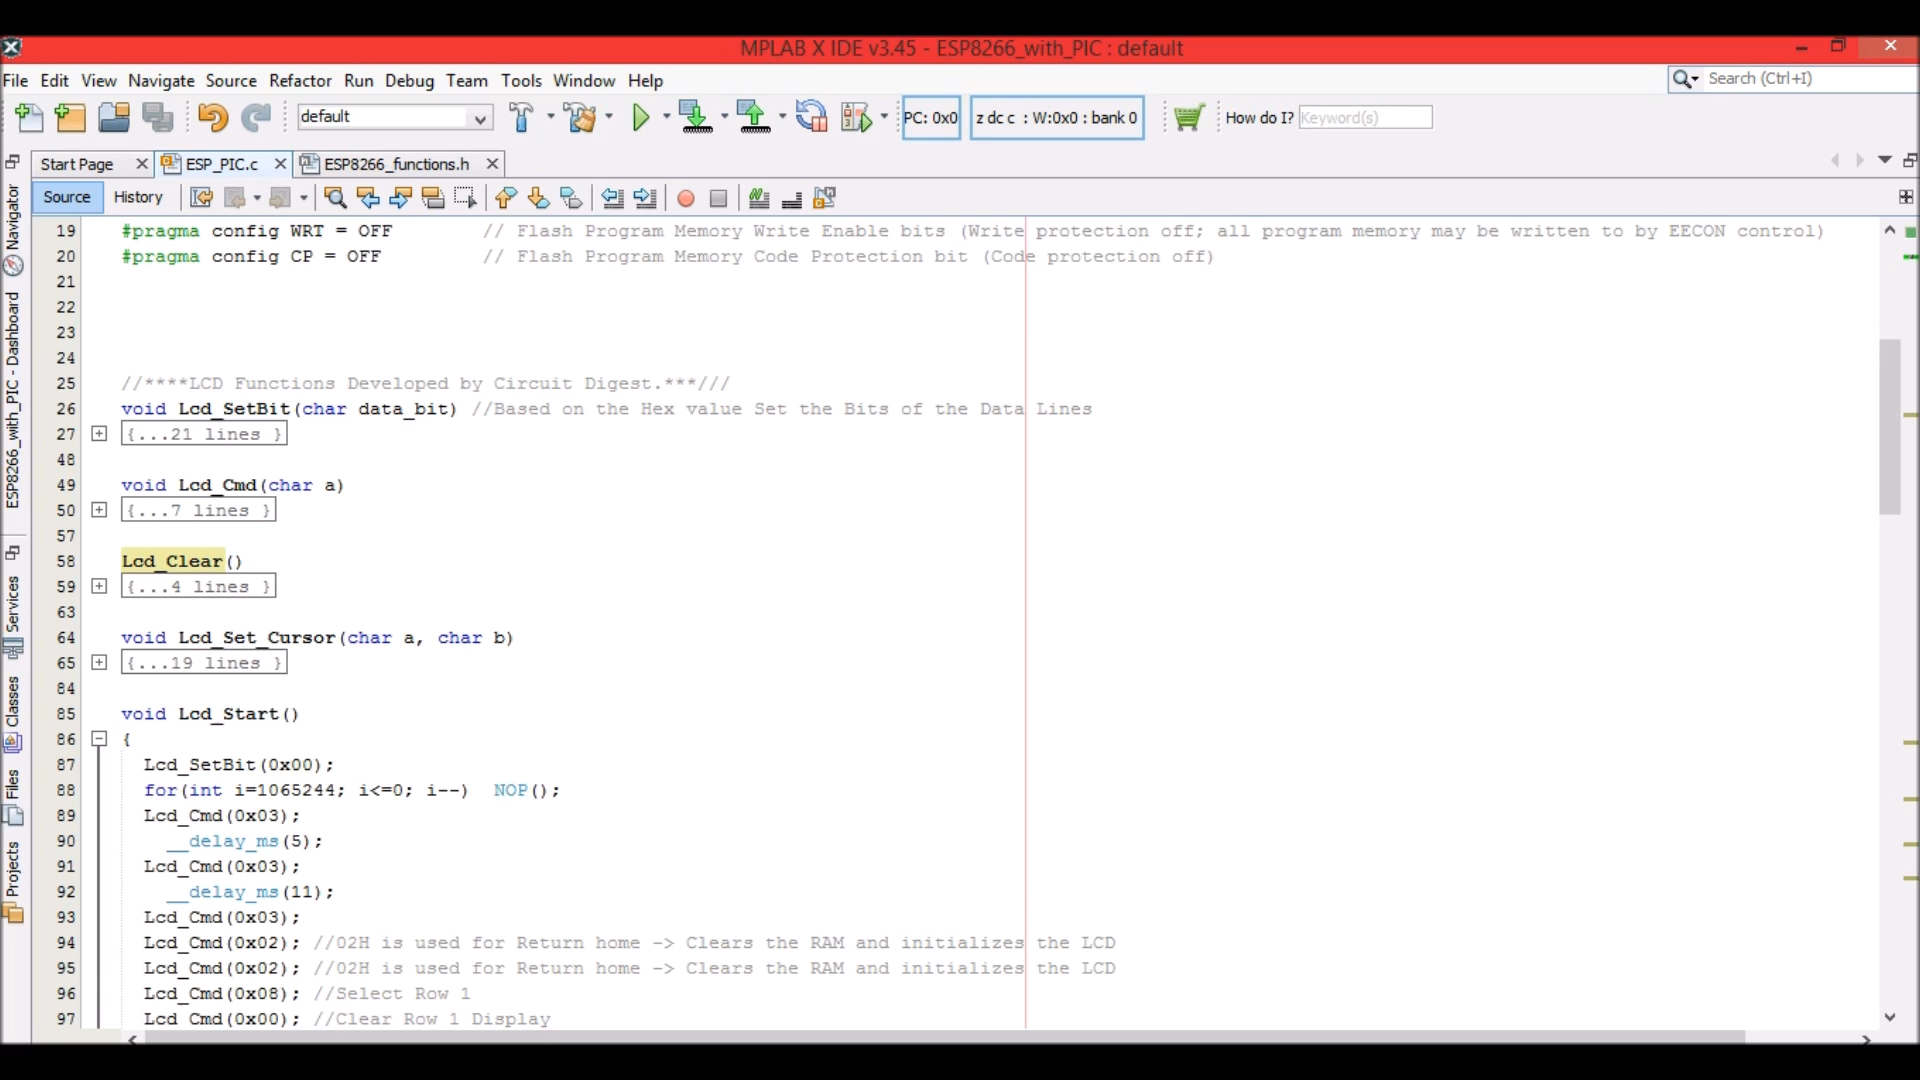 MPLAB X IDE v3.45 - ESP8266_with_PIC : default
File Edit View Navigate Source Refactor Run Debug Team Tools Window Help
Search (Ctrl+I)
default
PC: 0x0
z dc c : W:0x0 : bank 0
How do I? Keyword(s)
Start Page
ESP_PIC.c
ESP8266_functions.h
Source History
Navigator
ESP8266_with_PIC - Dashboard
Services
Classes
Files
Projects
19 #pragma config WRT = OFF // Flash Program Memory Write Enable bits (Write protection off; all program memory may be written to by EECON control)
20 #pragma config CP = OFF // Flash Program Memory Code Protection bit (Code protection off)
21
22
23
24
25 //****LCD Functions Developed by Circuit Digest.***///
26 void Lcd_SetBit(char data_bit) //Based on the Hex value Set the Bits of the Data Lines
27 {...21 lines }
48
49 void Lcd_Cmd(char a)
50 {...7 lines }
57
58 Lcd_Clear()
59 {...4 lines }
63
64 void Lcd_Set_Cursor(char a, char b)
65 {...19 lines }
84
85 void Lcd_Start()
86 {
87 Lcd_SetBit(0x00);
88 for(int i=1065244; i<=0; i--) NOP();
89 Lcd_Cmd(0x03);
90 __delay_ms(5);
91 Lcd_Cmd(0x03);
92 __delay_ms(11);
93 Lcd_Cmd(0x03);
94 Lcd_Cmd(0x02); //02H is used for Return home -> Clears the RAM and initializes the LCD
95 Lcd_Cmd(0x02); //02H is used for Return home -> Clears the RAM and initializes the LCD
96 Lcd_Cmd(0x08); //Select Row 1
97 Lcd_Cmd(0x00); //Clear Row 1 Display